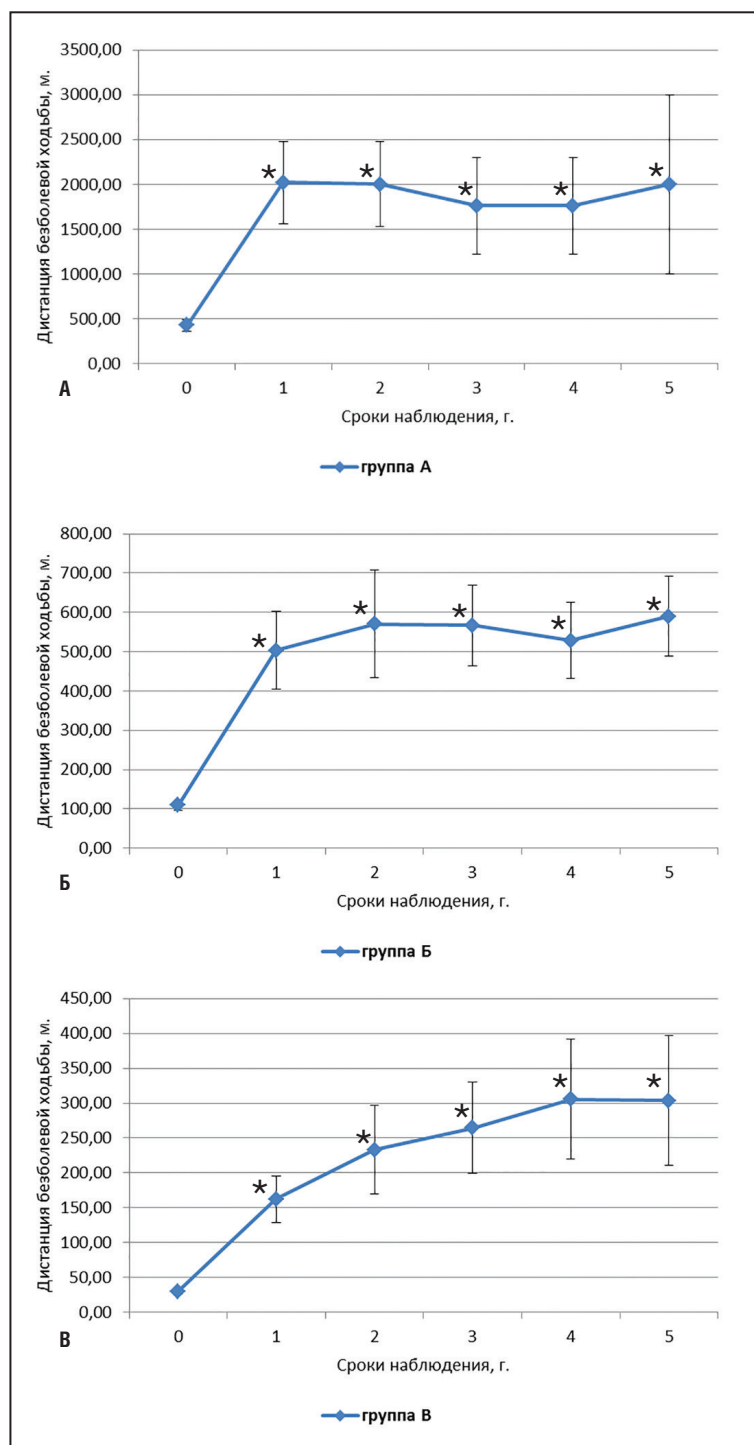 3500,00
3000,00
2500,00
2000,00
1500,00
1000,00
500,00
0,00
Дистанция безболевой ходьбы, м.
* * * * *
0 1 2 3 4 5
А
Сроки наблюдения, г.
группа А
800,00
700,00
600,00
500,00
400,00
300,00
200,00
100,00
0,00
Дистанция безболевой ходьбы, м.
* * * * *
0 1 2 3 4 5
Б
Сроки наблюдения, г.
группа Б
450,00
400,00
350,00
300,00
250,00
200,00
150,00
100,00
50,00
0,00
Дистанция безболевой ходьбы, м.
* * * * *
0 1 2 3 4 5
В
Сроки наблюдения, г.
группа В